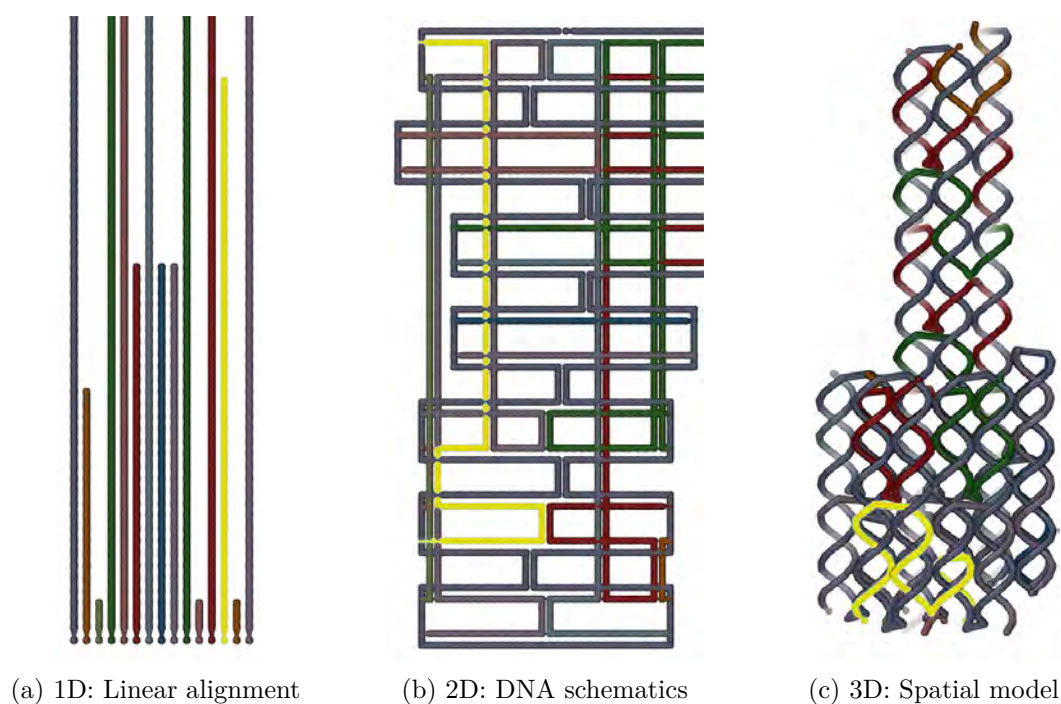 (a) 1D: Linear alignment
(b) 2D: DNA schematics
(c) 3D: Spatial model